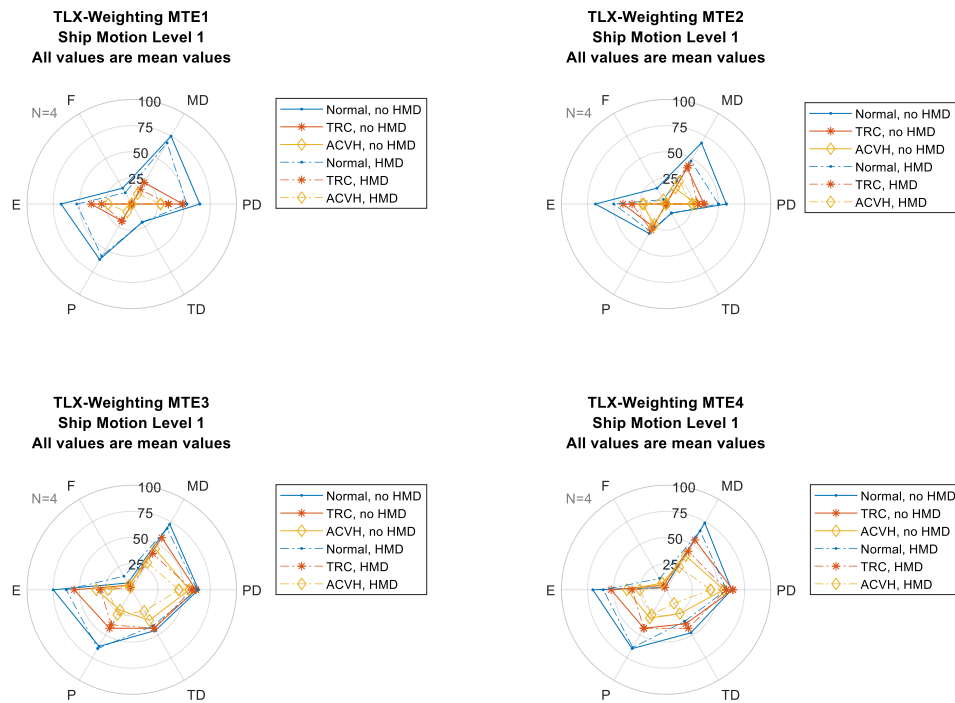 TLX-Weighting MTE1
Ship Motion Level 1
All values are mean values
N=4
F
MD
E
PD
P
TD
100
75
50
25
Normal, no HMD
TRC, no HMD
ACVH, no HMD
Normal, HMD
TRC, HMD
ACVH, HMD
TLX-Weighting MTE2
Ship Motion Level 1
All values are mean values
N=4
F
MD
E
PD
P
TD
100
75
50
25
Normal, no HMD
TRC, no HMD
ACVH, no HMD
Normal, HMD
TRC, HMD
ACVH, HMD
TLX-Weighting MTE3
Ship Motion Level 1
All values are mean values
N=4
F
MD
E
PD
P
TD
100
75
50
25
Normal, no HMD
TRC, no HMD
ACVH, no HMD
Normal, HMD
TRC, HMD
ACVH, HMD
TLX-Weighting MTE4
Ship Motion Level 1
All values are mean values
N=4
F
MD
E
PD
P
TD
100
75
50
25
Normal, no HMD
TRC, no HMD
ACVH, no HMD
Normal, HMD
TRC, HMD
ACVH, HMD